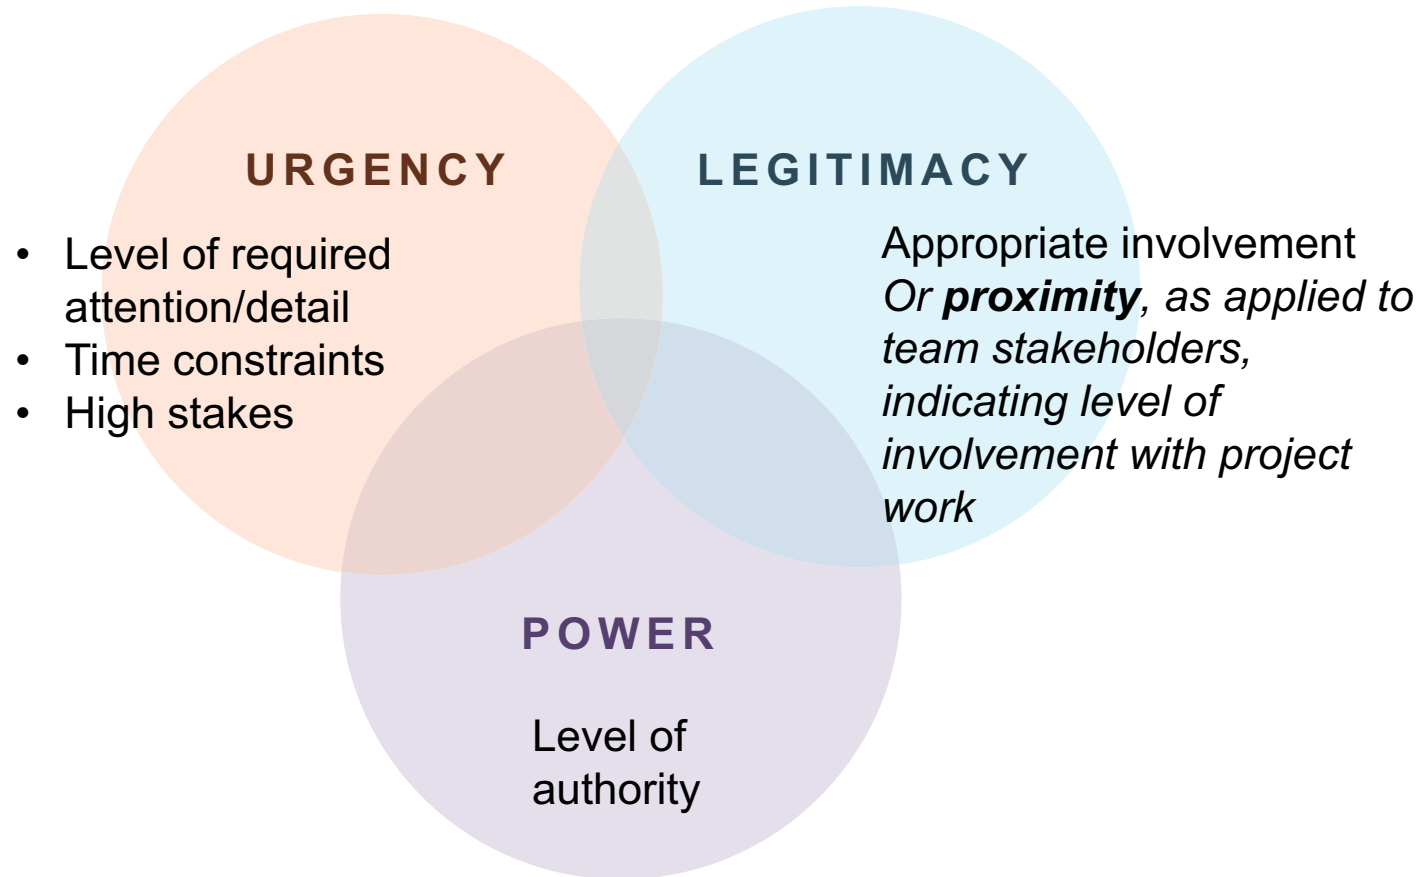 URGENCY
• Level of required
attention/detail
• Time constraints
• High stakes
LEGITIMACY
Appropriate involvement
Or proximity, as applied to
team stakeholders,
indicating level of
involvement with project
work
POWER
Level of
authority